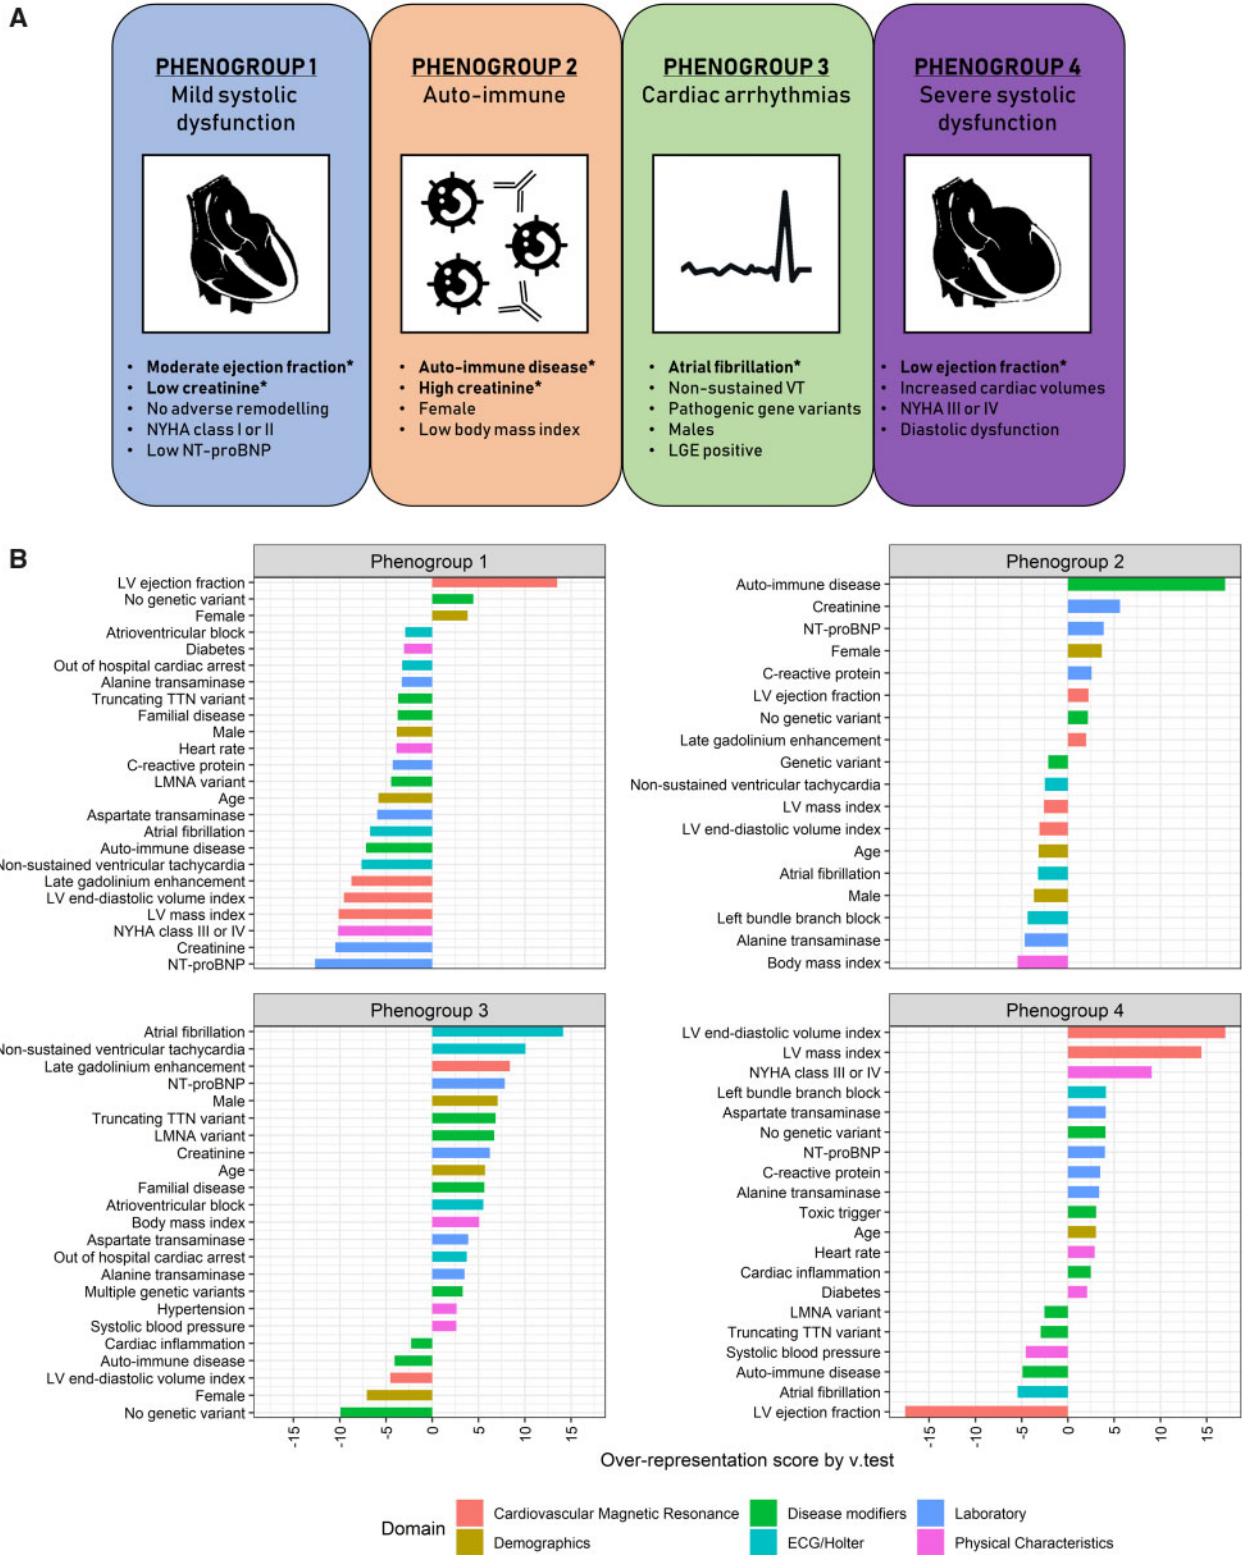 A
PHENOGROUP 1
Mild systolic
dysfunction
• Moderate ejection fraction*
• Low creatinine*
• No adverse remodelling
• NYHA class I or II
• Low NT-proBNP
PHENOGROUP 2
Auto-immune
• Auto-immune disease*
• High creatinine*
• Female
• Low body mass index
PHENOGROUP 3
Cardiac arrhythmias
• Atrial fibrillation*
• Non-sustained VT
• Pathogenic gene variants
• Males
• LGE positive
PHENOGROUP 4
Severe systolic
dysfunction
• Low ejection fraction*
• Increased cardiac volumes
• NYHA III or IV
• Diastolic dysfunction
B
Phenogroup 1
LV ejection fraction
No genetic variant
Female
Atrioventricular block
Diabetes
Out of hospital cardiac arrest
Alanine transaminase
Truncating TTN variant
Familial disease
Male
Heart rate
C-reactive protein
LMNA variant
Age
Aspartate transaminase
Atrial fibrillation
Auto-immune disease
Non-sustained ventricular tachycardia
Late gadolinium enhancement
LV end-diastolic volume index
LV mass index
NYHA class III or IV
Creatinine
NT-proBNP
Phenogroup 2
Auto-immune disease
Creatinine
NT-proBNP
Female
C-reactive protein
LV ejection fraction
No genetic variant
Late gadolinium enhancement
Genetic variant
Non-sustained ventricular tachycardia
LV mass index
LV end-diastolic volume index
Age
Atrial fibrillation
Male
Left bundle branch block
Alanine transaminase
Body mass index
Phenogroup 3
Atrial fibrillation
Non-sustained ventricular tachycardia
Late gadolinium enhancement
NT-proBNP
Male
Truncating TTN variant
LMNA variant
Creatinine
Age
Familial disease
Atrioventricular block
Body mass index
Aspartate transaminase
Out of hospital cardiac arrest
Alanine transaminase
Multiple genetic variants
Hypertension
Systolic blood pressure
Cardiac inflammation
Auto-immune disease
LV end-diastolic volume index
Female
No genetic variant
-15 -10 -5 0 5 10 15
Phenogroup 4
LV end-diastolic volume index
LV mass index
NYHA class III or IV
Left bundle branch block
Aspartate transaminase
No genetic variant
NT-proBNP
C-reactive protein
Alanine transaminase
Toxic trigger
Age
Heart rate
Cardiac inflammation
Diabetes
LMNA variant
Truncating TTN variant
Systolic blood pressure
Auto-immune disease
Atrial fibrillation
LV ejection fraction
-15 -10 -5 0 5 10 15
Over-representation score by v.test
Domain
Cardiovascular Magnetic Resonance
Demographics
Disease modifiers
ECG/Holter
Laboratory
Physical Characteristics